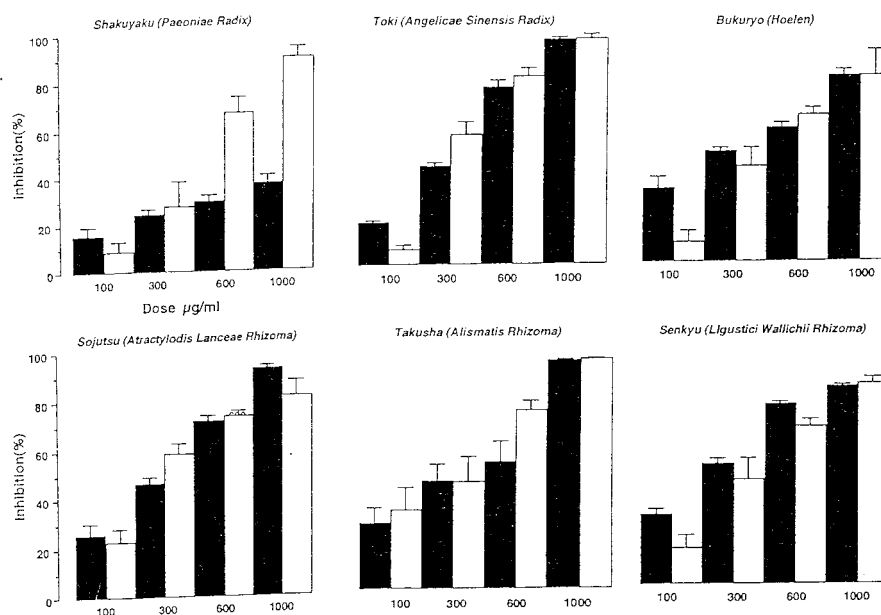 Shakuyaku (Paeoniae Radix)
Toki (Angelicae Sinensis Radix)
Bukuryo (Hoelen)
Inhibition(%)
100
80
60
40
20
0
100 300 600 1000
Dose µg/ml
100 300 600 1000
100 300 600 1000
Sojutsu (Atractylodis Lanceae Rhizoma)
Takusha (Alismatis Rhizoma)
Senkyu (Ligustici Wallichii Rhizoma)
Inhibition(%)
100
80
60
40
20
0
100 300 600 1000
100 300 600 1000
100 300 600 1000